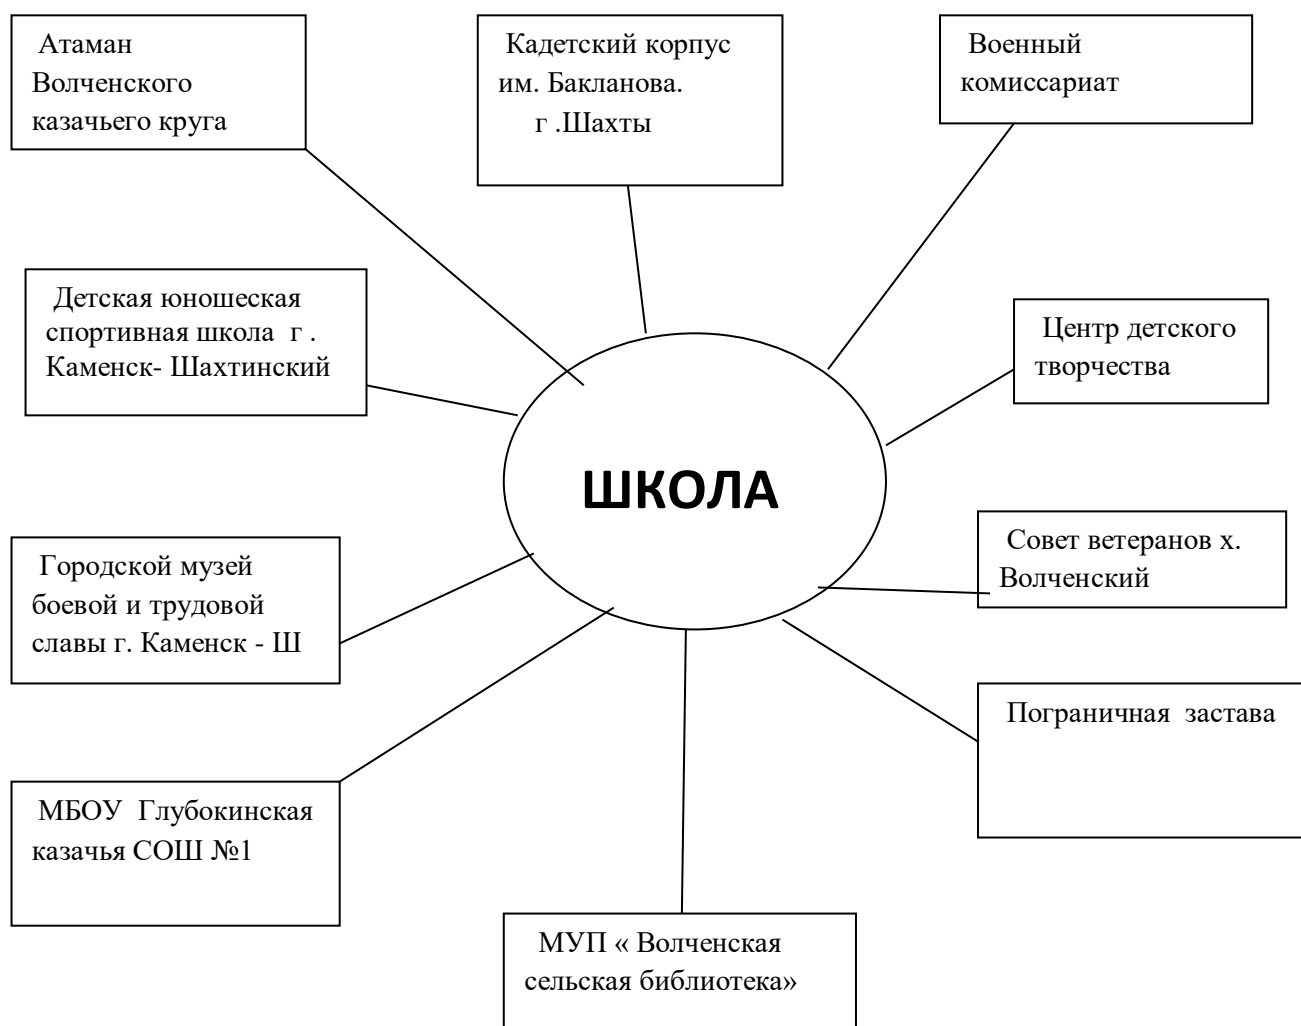 Атаман
Волченского
казачьего круга
Кадетский корпус
им. Бакланова.
г .Шахты
Военный
комиссариат
Детская юношеская
спортивная школа г .
Каменск- Шахтинский
Центр детского
творчества
ШКОЛА
Городской музей
боевой и трудовой
славы г. Каменск - Ш
Совет ветеранов х.
Волченский
Пограничная застава
МБОУ Глубокинская
казачья СОШ №1
МУП « Волченская
сельская библиотека»